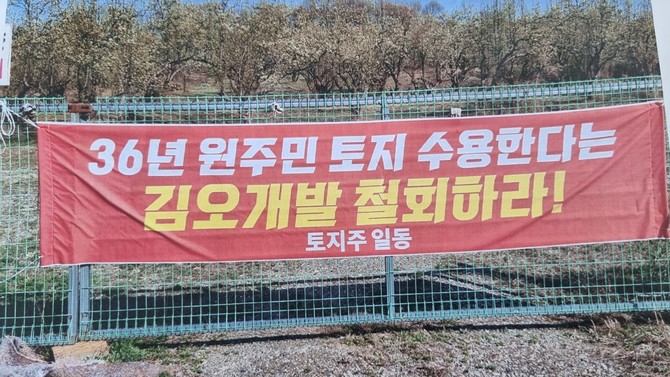 36년 원주민 토지 수용한다는
김오개발 철회하라!
토지주 일동